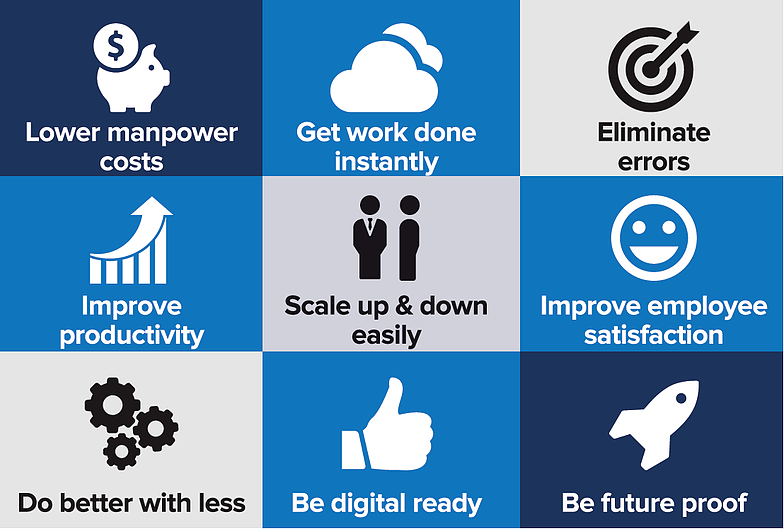 $
Lower manpower
costs
Get work done
instantly
Eliminate
errors
Improve
productivity
Scale up & down
easily
Improve employee
satisfaction
Do better with less
Be digital ready
Be future proof